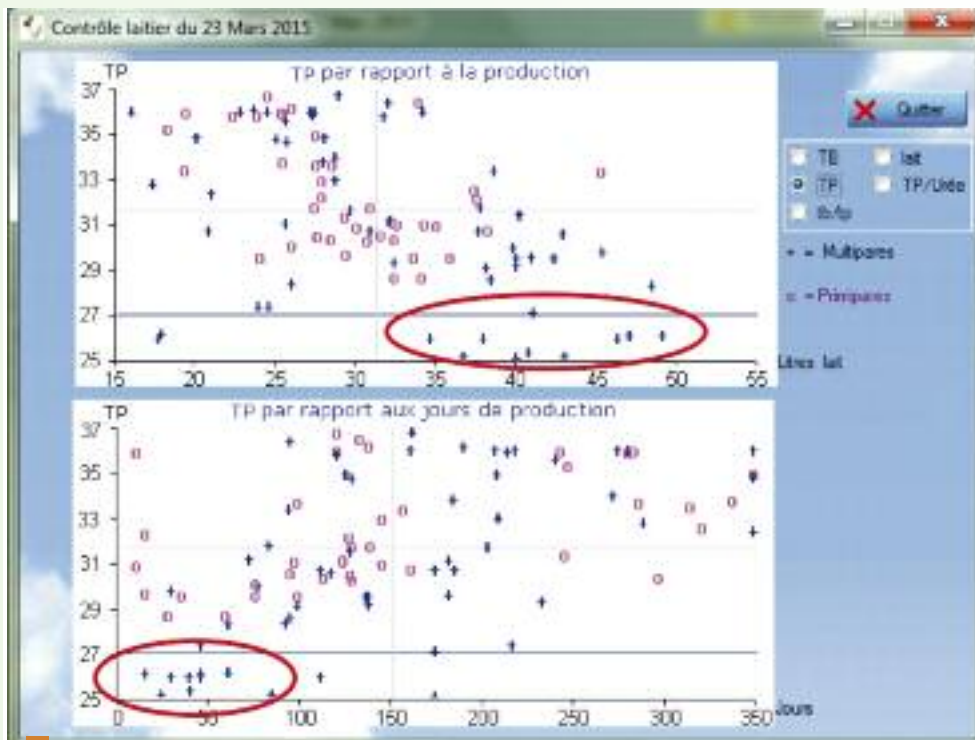 Contrôle laitier du 23 Mars 2015
TP
TP par rapport à la production
37
35
33
31
29
27
25
15 20 25 30 35 40 45 50 55
Quitter
TB lait
TP TP/Urée
tb/tp
+ = Multipares
o = Primipares
Litres lait
TP
TP par rapport aux jours de production
37
35
33
31
29
27
25
0 50 100 150 200 250 300 350
Jours